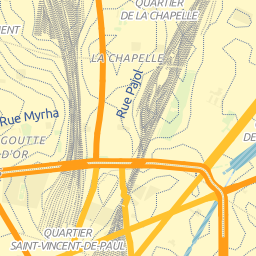 QUARTIER
DE LA CHAPELLE
LA CHAPELLE
Rue Pajol
Rue Myrha
GOUTTE
D'OR
QUARTIER
SAINT-VINCENT-DE-PAUL